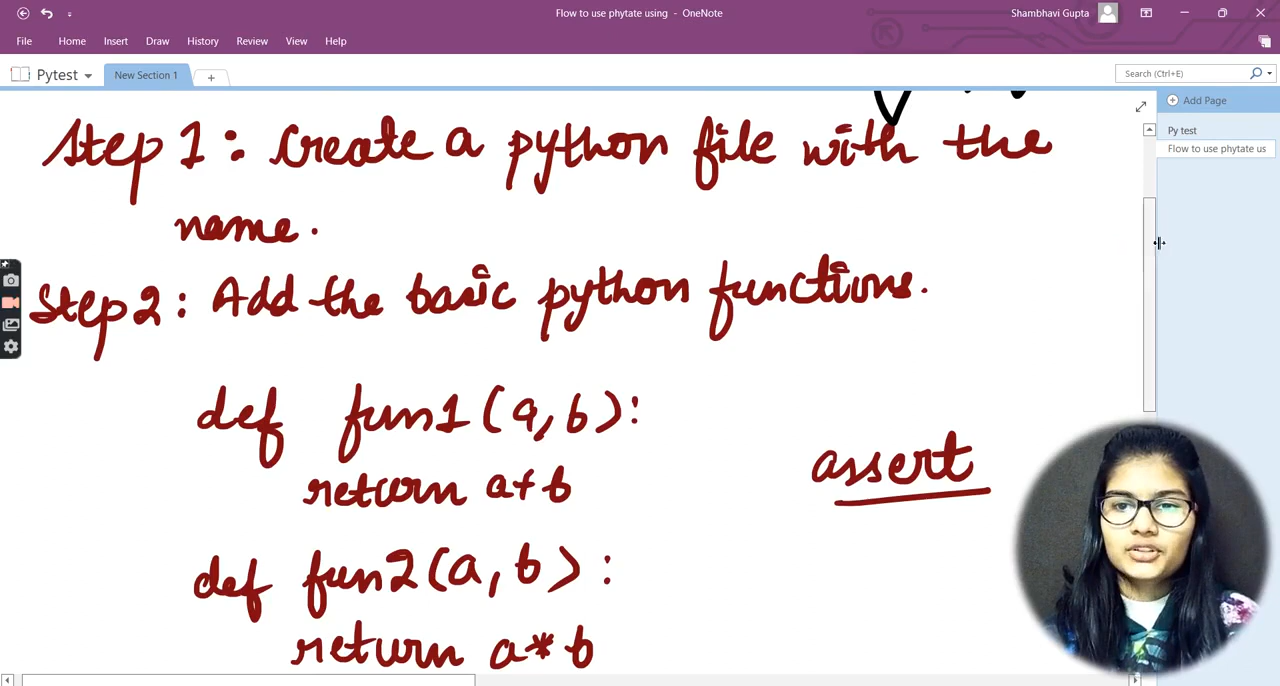 Flow to use phytate using - OneNote
Shambhavi Gupta
File Home Insert Draw History Review View Help
Pytest
New Section 1
+
Search (Ctrl+E)
Add Page
Py test
Flow to use phytate us
Step 1: Create a python file with the
name.
Step 2: Add the basic python functions.
def fun1(a,b):
return a+b
assert
def fun2(a,b):
return a*b